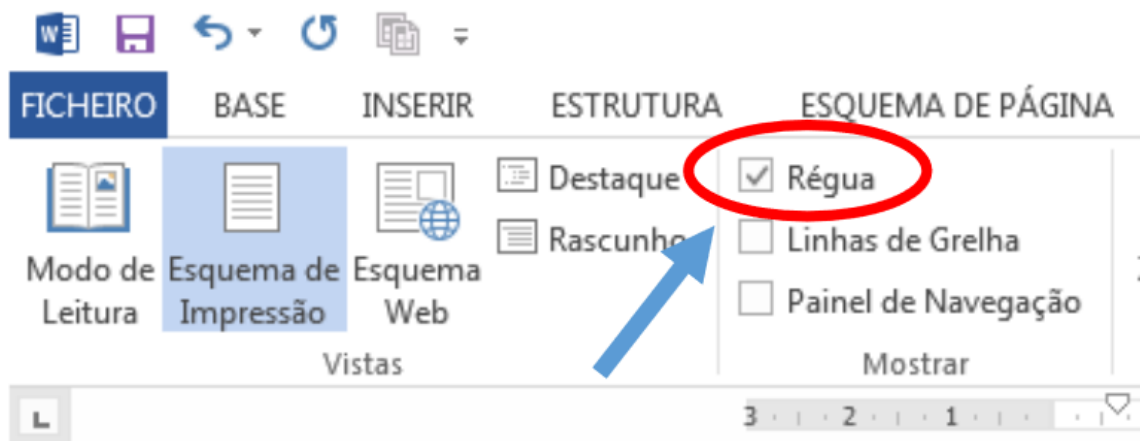 FICHEIRO BASE INSERIR ESTRUTURA ESQUEMA DE PÁGINA
Modo de Leitura
Esquema de Impressão
Esquema Web
Destaque
Rascunho
Vistas
Régua
Linhas de Grelha
Painel de Navegação
Mostrar
3 2 1